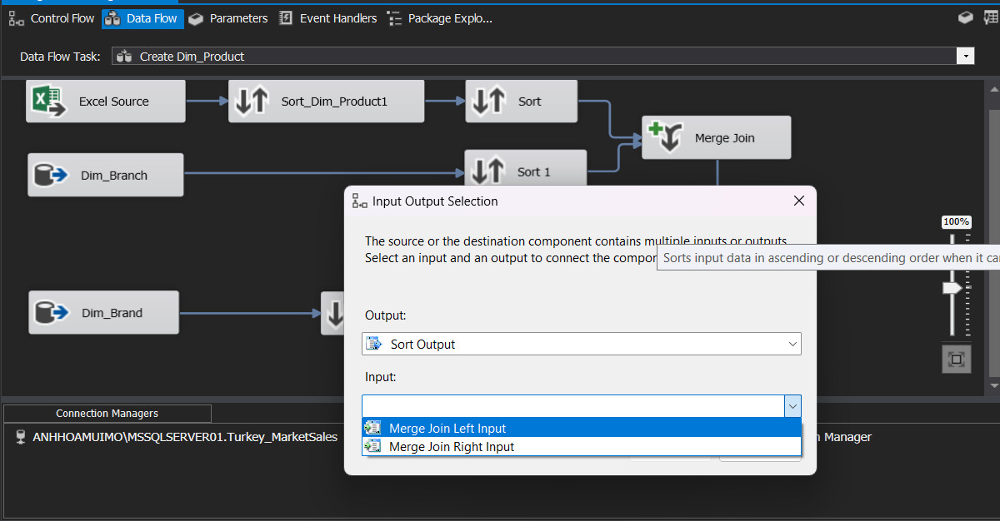 Control Flow
Data Flow
Parameters
Event Handlers
Package Explo...
Data Flow Task:
Create Dim_Product
Excel Source
Sort_Dim_Product1
Sort
Merge Join
Dim_Branch
Sort 1
Input Output Selection
100%
The source or the destination component contains multiple inputs or outputs.
Select an input and an output to connect the compo
Sorts input data in ascending or descending order when it ca
Dim_Brand
Output:
Sort Output
Input:
Merge Join Left Input
Merge Join Right Input
Connection Managers
ANHHOAMUIMO\MSSQLSERVER01.Turkey_MarketSales
Manager